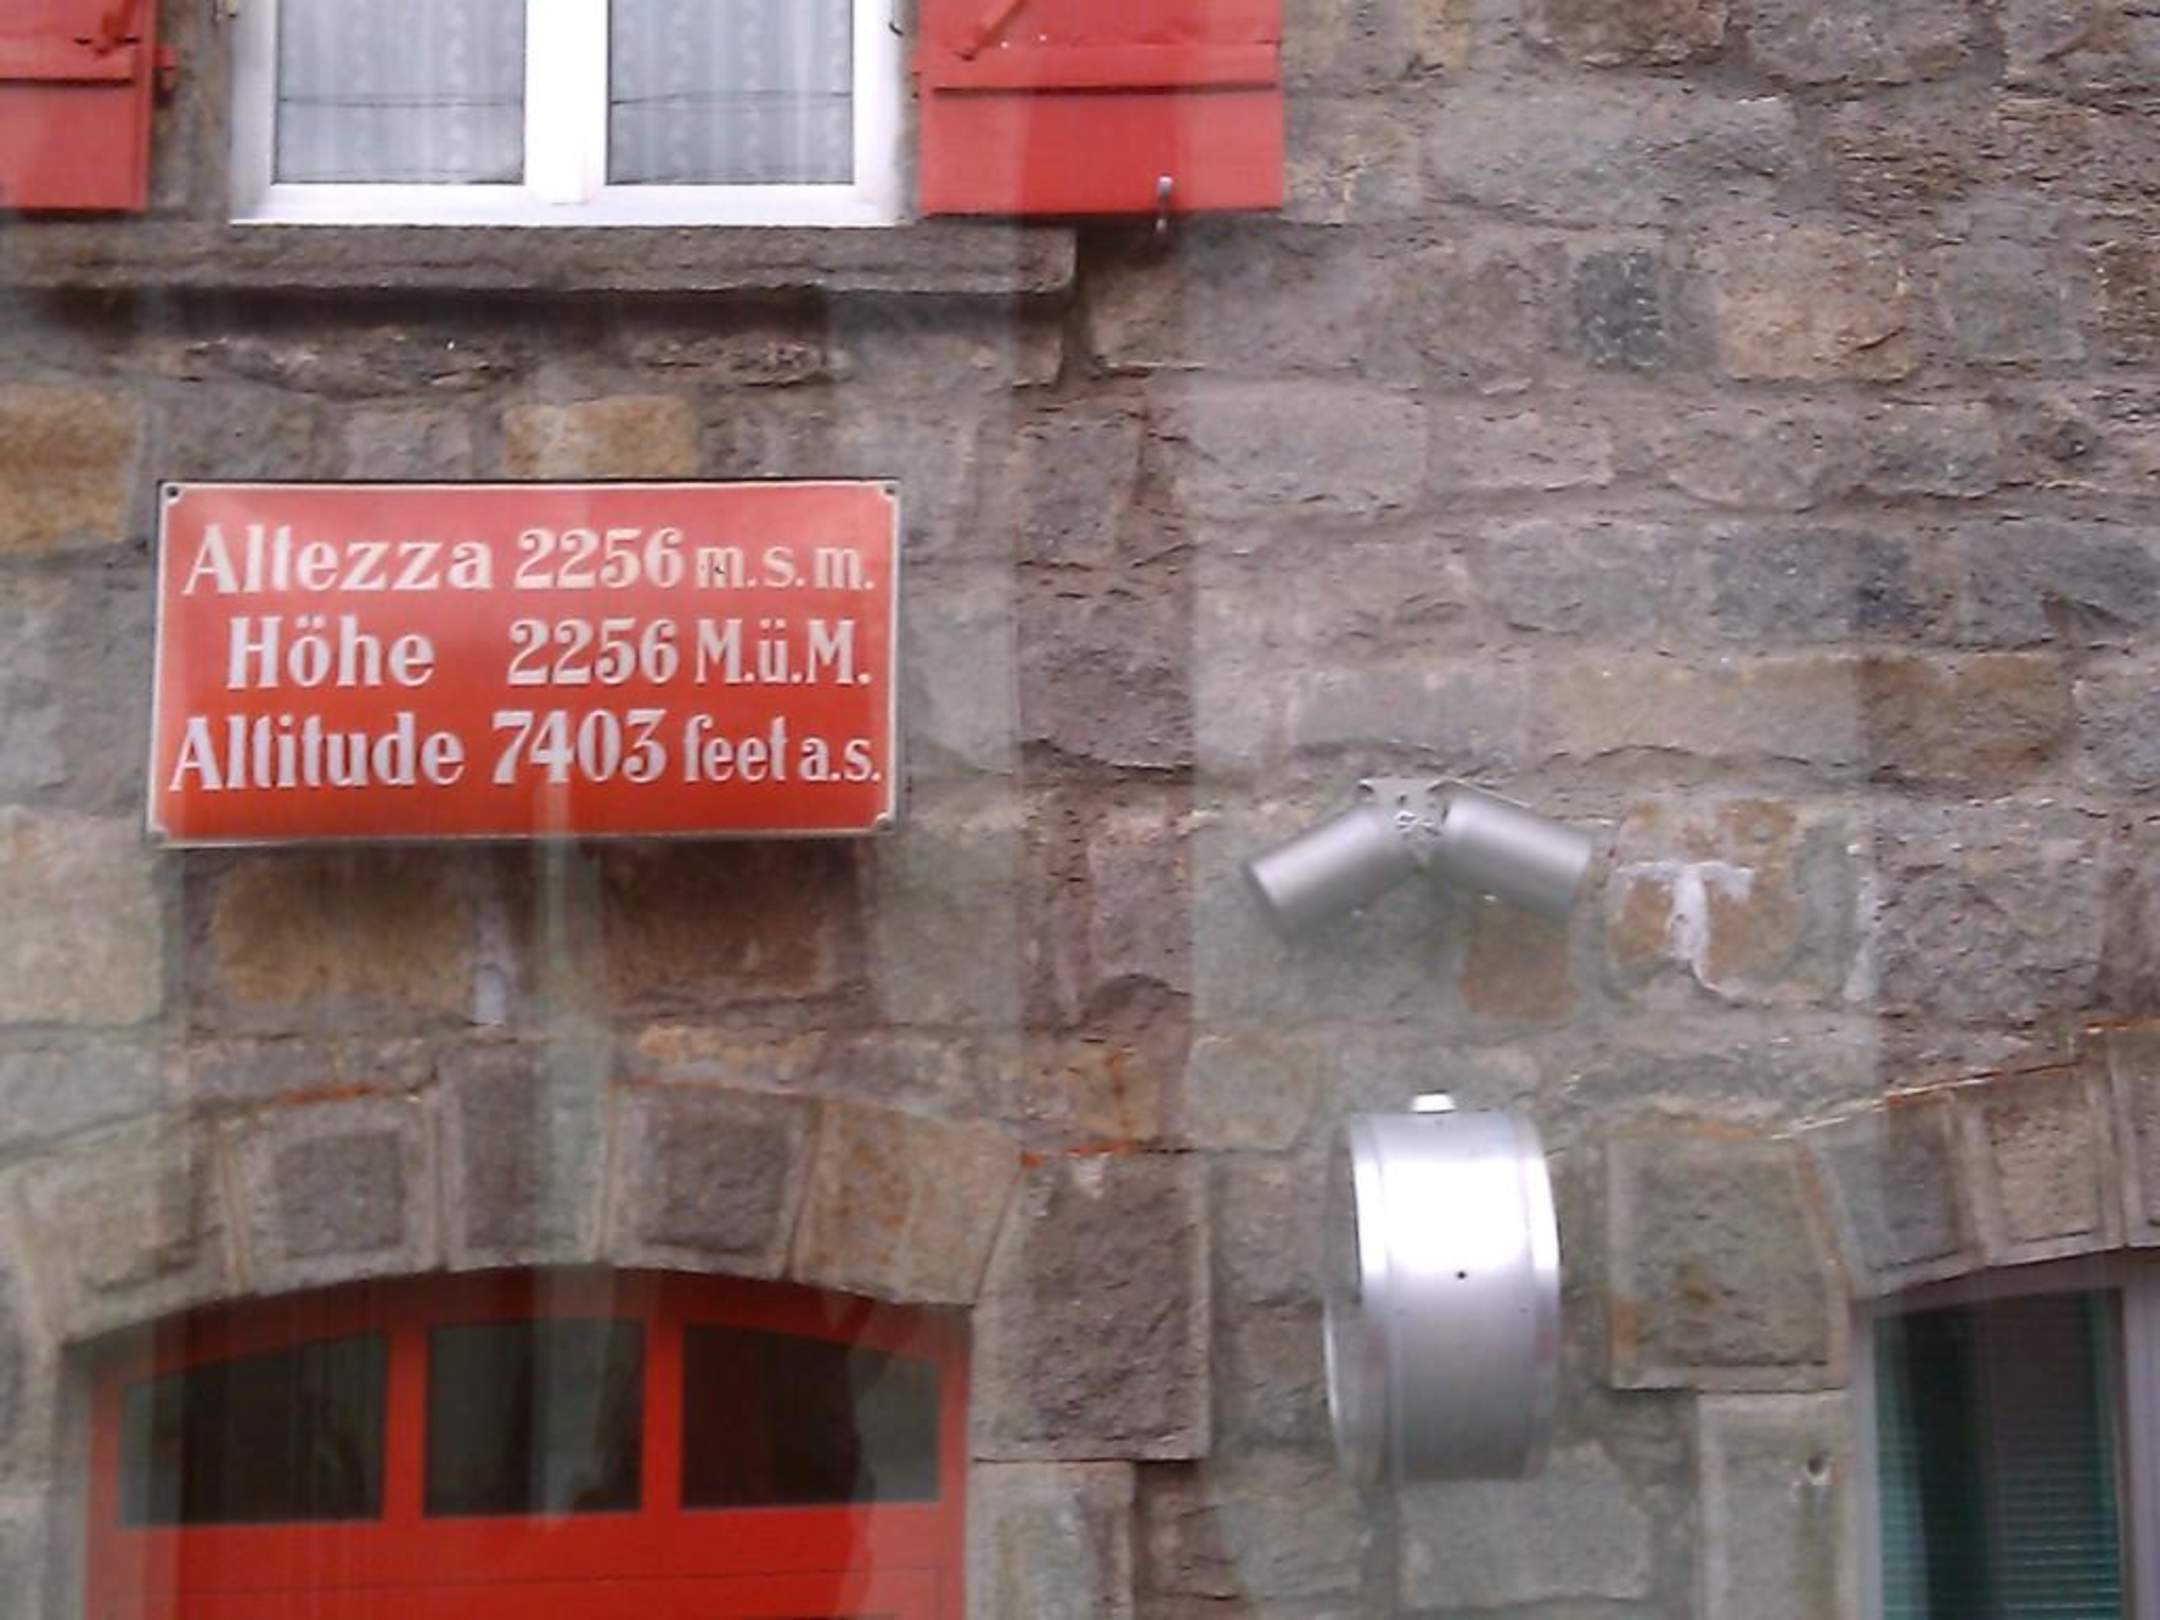 Altezza 2256 m.s.m.
Höhe 2256 M.ü.M.
Altitude 7403 feet a.s.